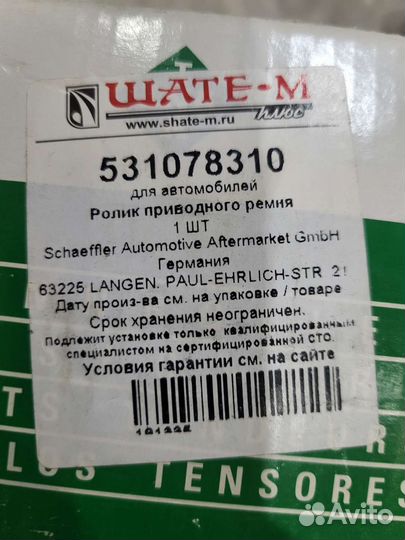 ШАТЕ-М
плюс
www.shate-m.ru
531078310
для автомобилей
Ролик приводного ремня
1 ШТ
Schaeffler Automotive Aftermarket GmbH
Германия
63225 LANGEN, PAUL-EHRLICH-STR
Дату произ-ва см. на упаковке / товаре
Срок хранения неограничен.
Подлежит установке только квалифицированным
специалистом на сертифицированной СТО.
Условия гарантии см. на сайте
TENSORES
Avito